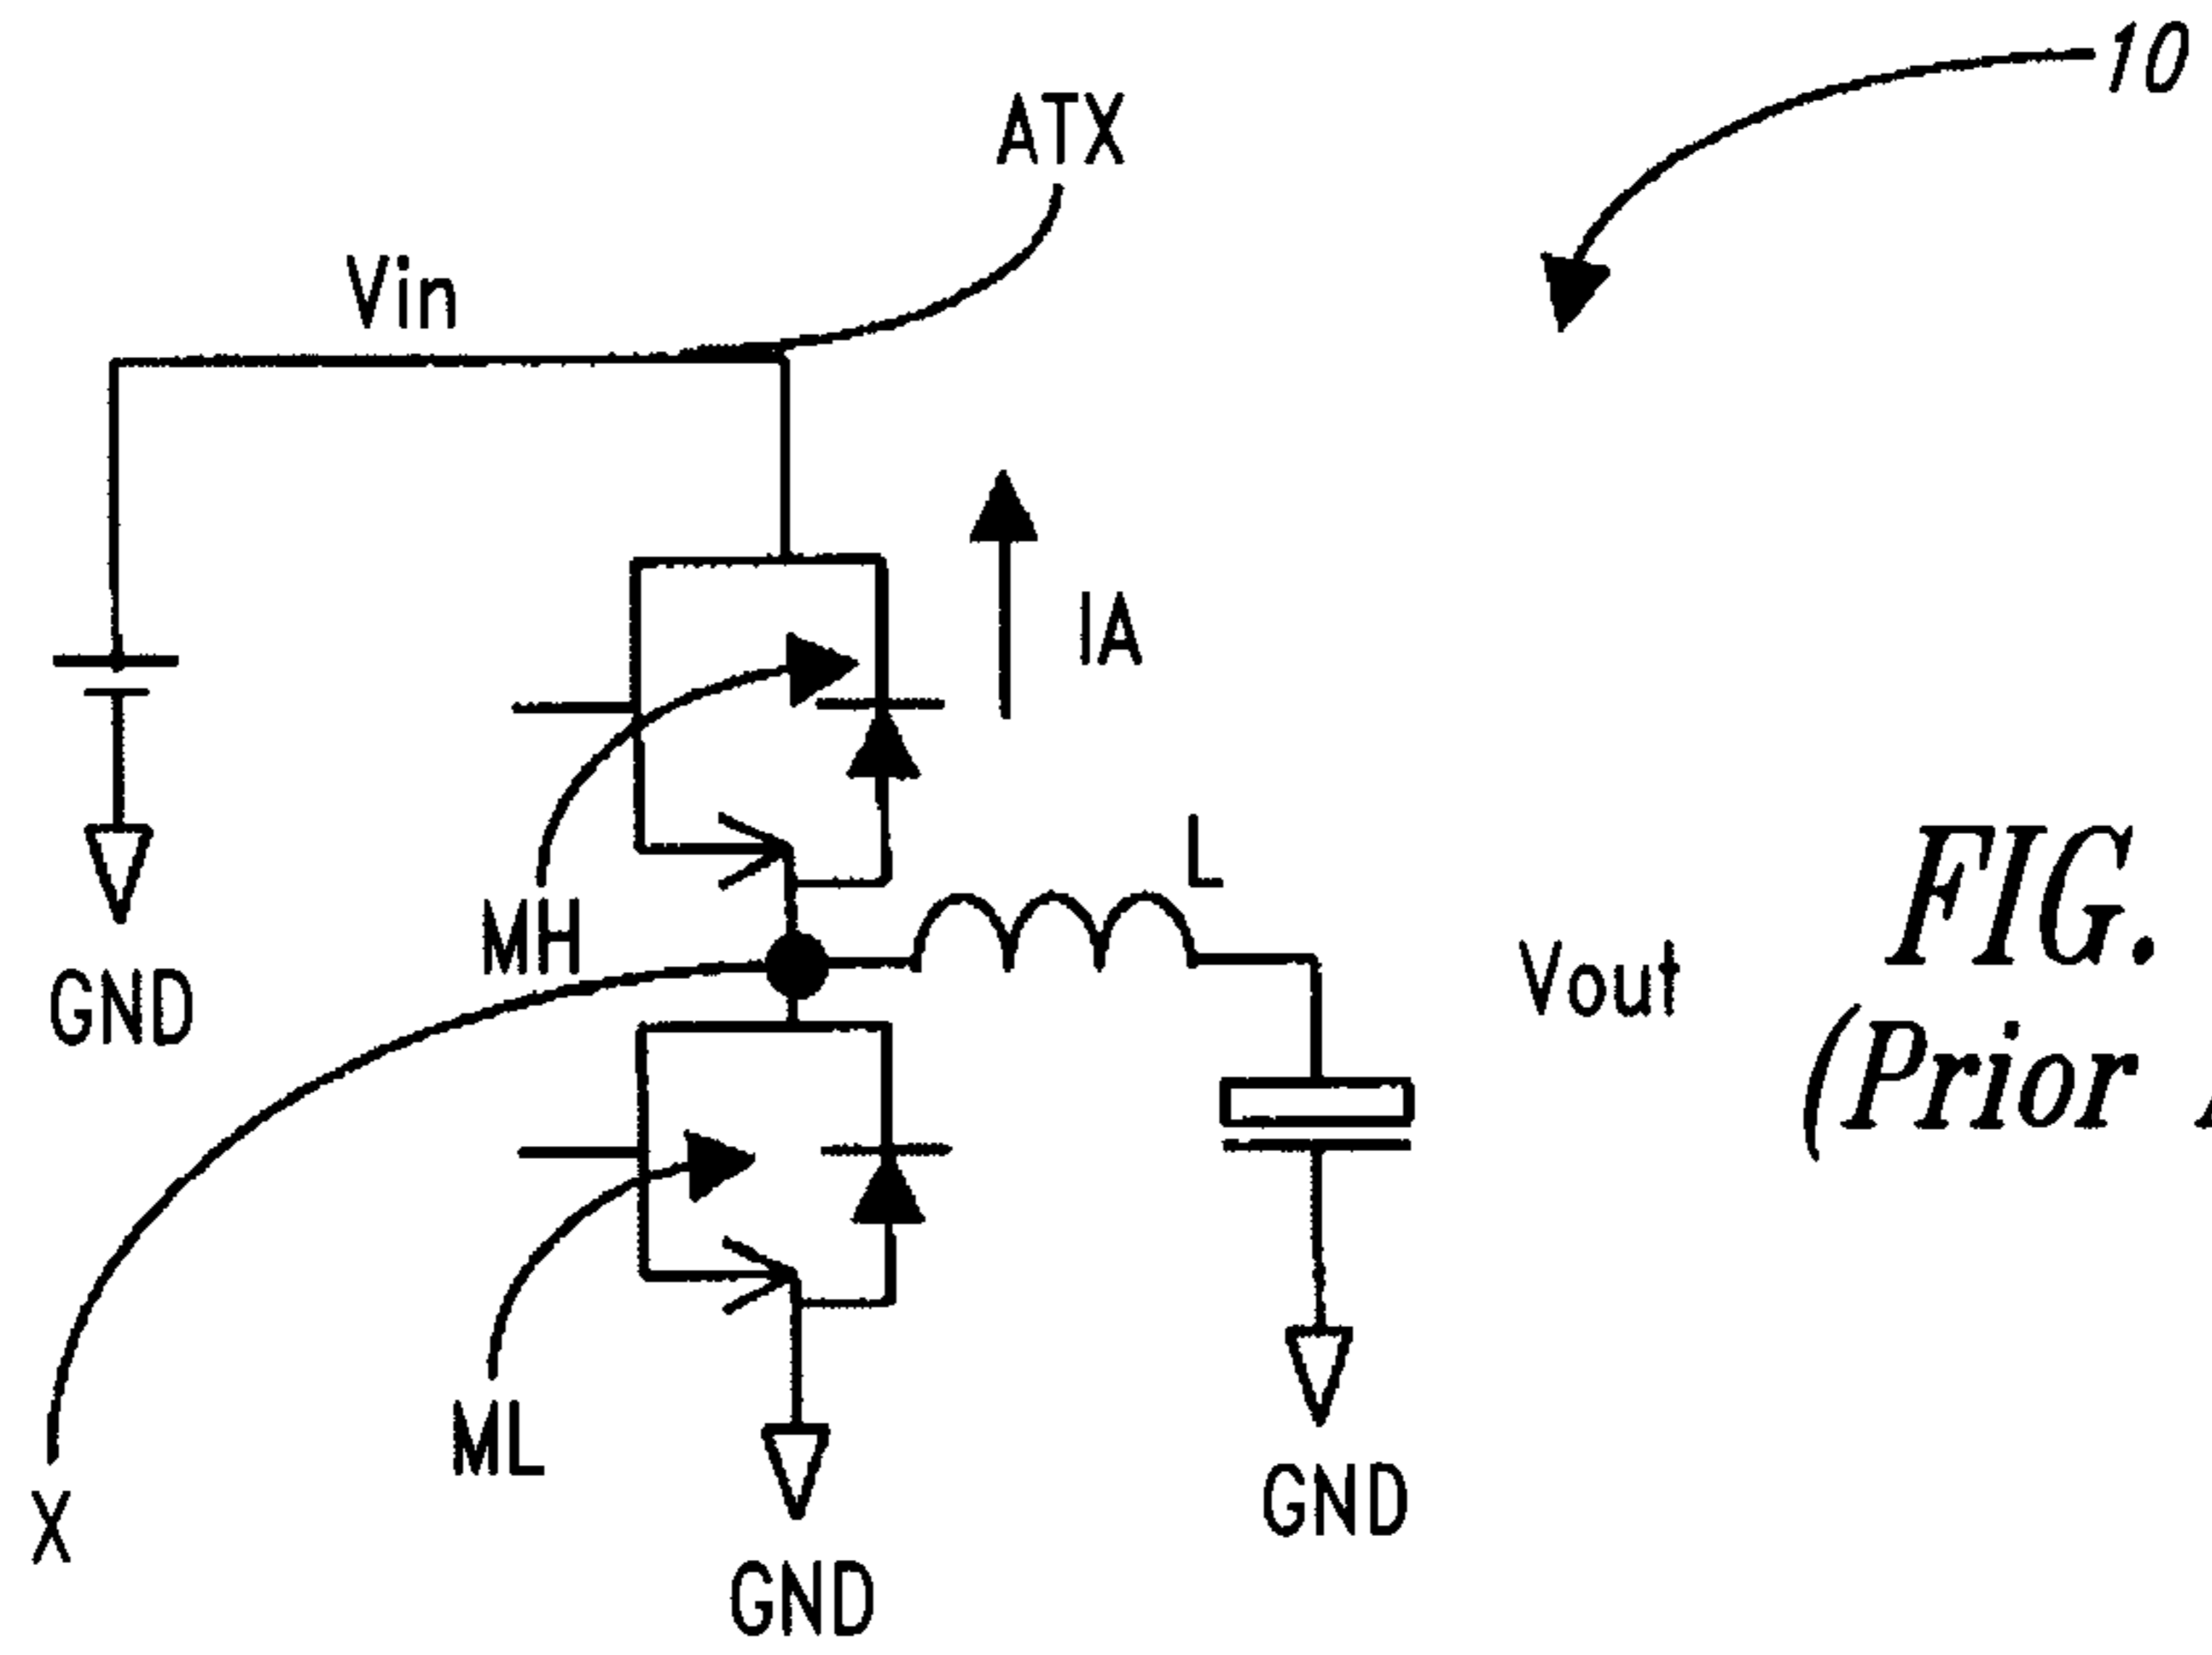 10
ATX
Vin
IA
L
MH
GND
Vout
FIG.
(Prior
ML
X
GND
GND